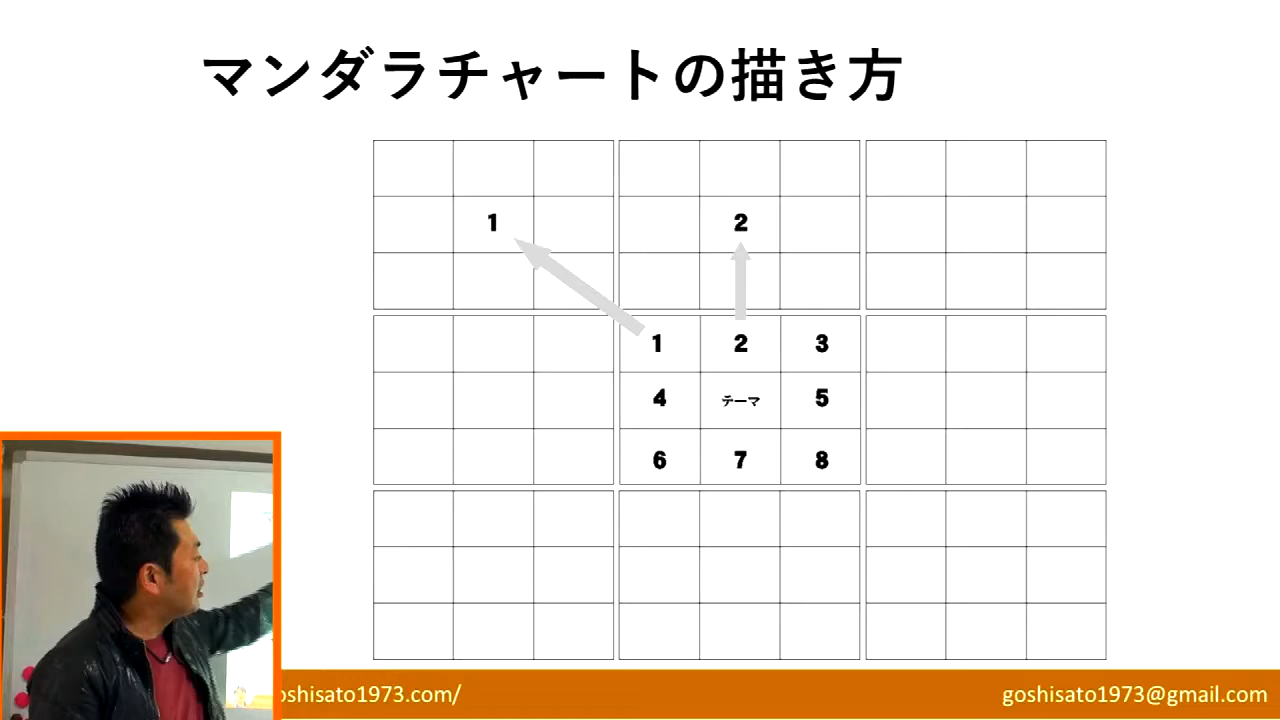 マンダラチャートの描き方
1 2
1 2 3
4 テーマ 5
6 7 8
oshisato1973.com/ goshisato1973@gmail.com